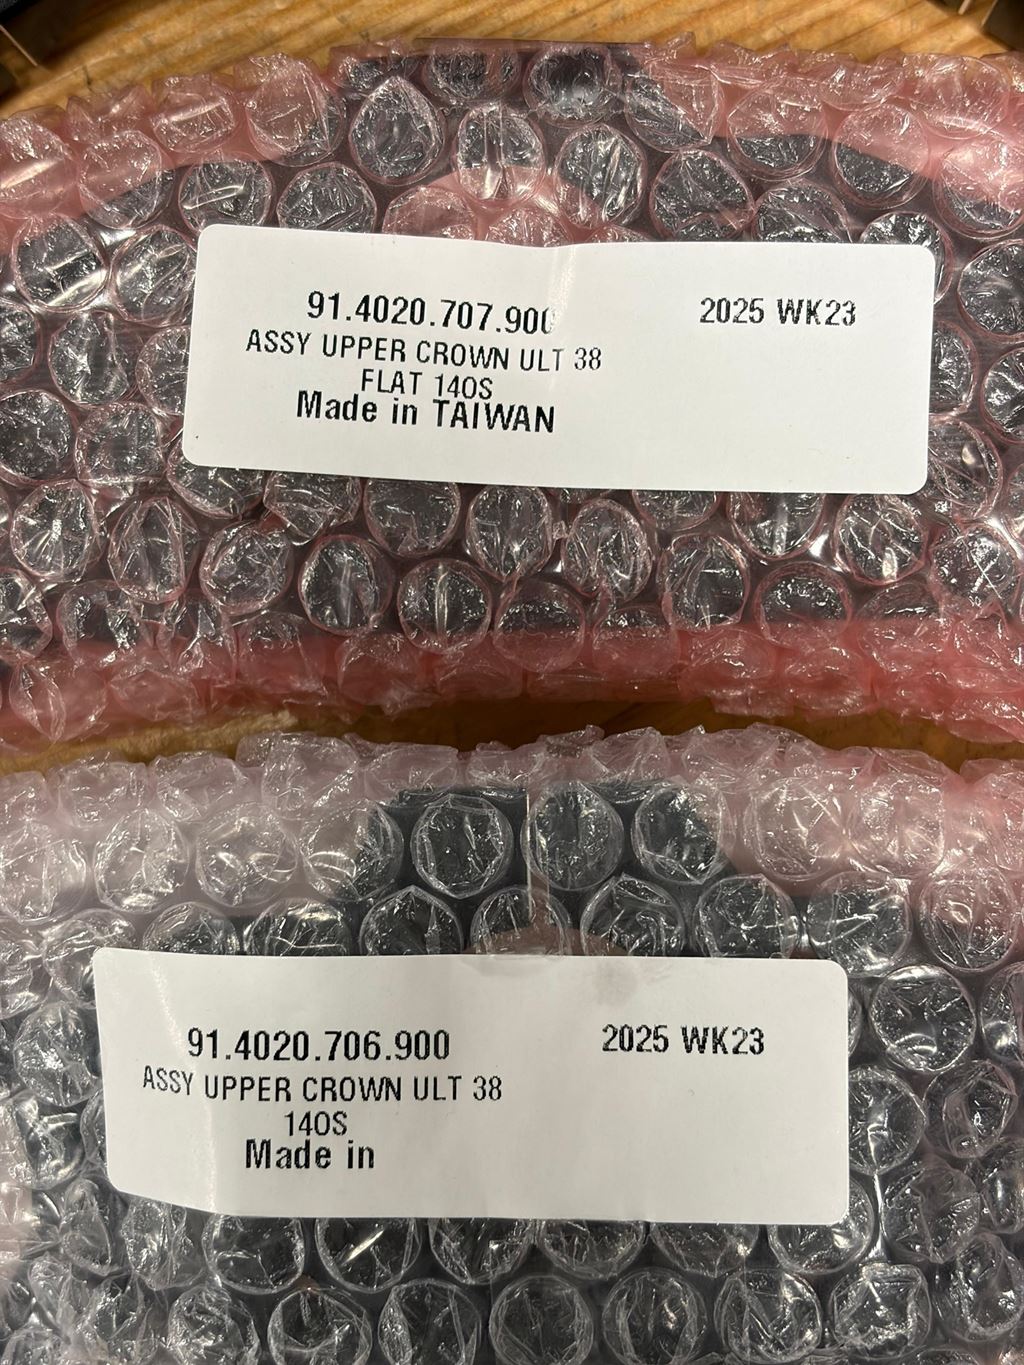 91.4020.707.900
2025 WK23
ASSY UPPER CROWN ULT 38
FLAT 140S
Made in TAIWAN
91.4020.706.900
2025 WK23
ASSY UPPER CROWN ULT 38
140S
Made in